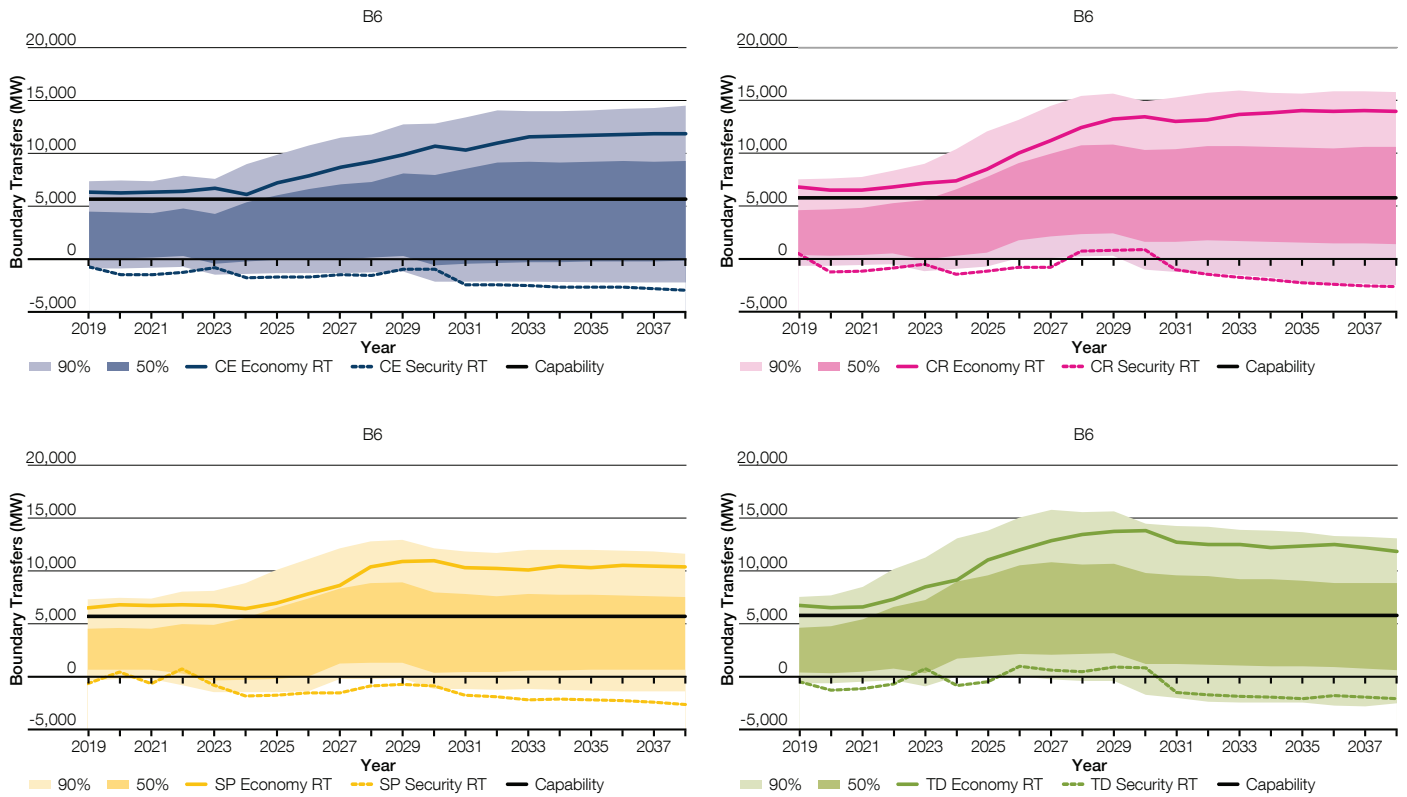 B6
20,000
15,000
10,000
5,000
0
-5,000
Boundary Transfers (MW)
2019 2021 2023 2025 2027 2029 2031 2033 2035 2037
Year
90% 50% CE Economy RT CE Security RT Capability
B6
20,000
15,000
10,000
5,000
0
-5,000
Boundary Transfers (MW)
2019 2021 2023 2025 2027 2029 2031 2033 2035 2037
Year
90% 50% CR Economy RT CR Security RT Capability
B6
20,000
15,000
10,000
5,000
0
-5,000
Boundary Transfers (MW)
2019 2021 2023 2025 2027 2029 2031 2033 2035 2037
Year
90% 50% SP Economy RT SP Security RT Capability
B6
20,000
15,000
10,000
5,000
0
-5,000
Boundary Transfers (MW)
2019 2021 2023 2025 2027 2029 2031 2033 2035 2037
Year
90% 50% TD Economy RT TD Security RT Capability